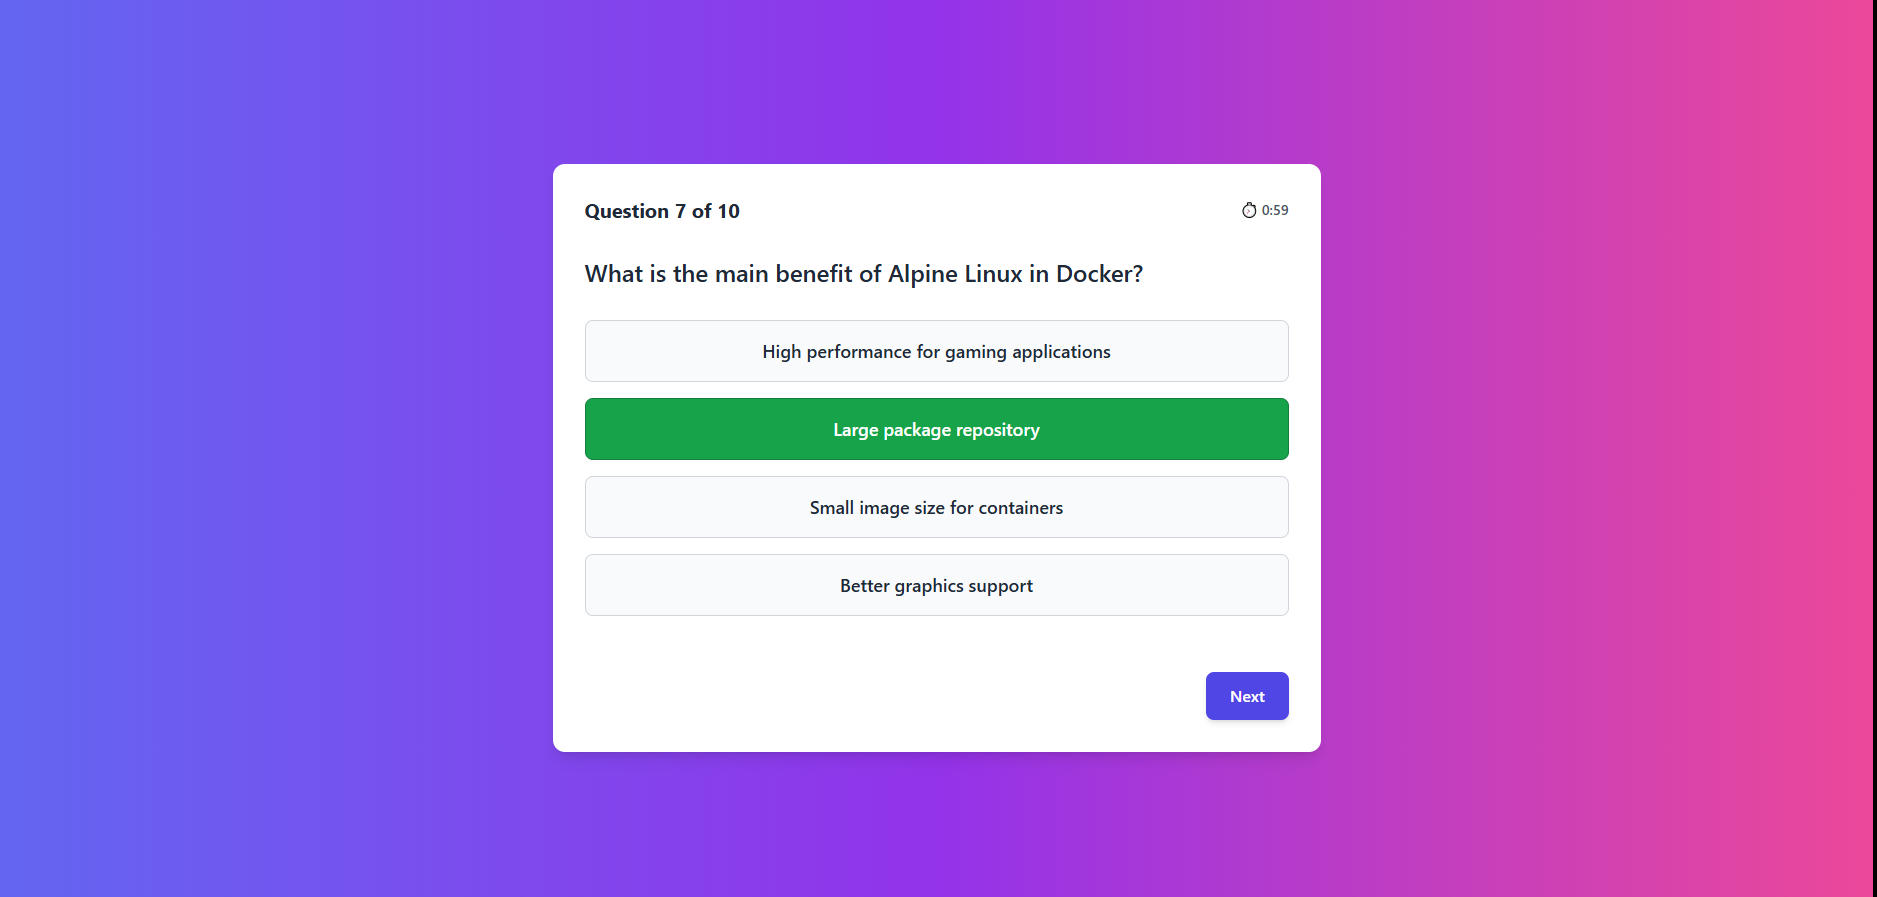 Question 7 of 10
0:59
What is the main benefit of Alpine Linux in Docker?
High performance for gaming applications
Large package repository
Small image size for containers
Better graphics support
Next